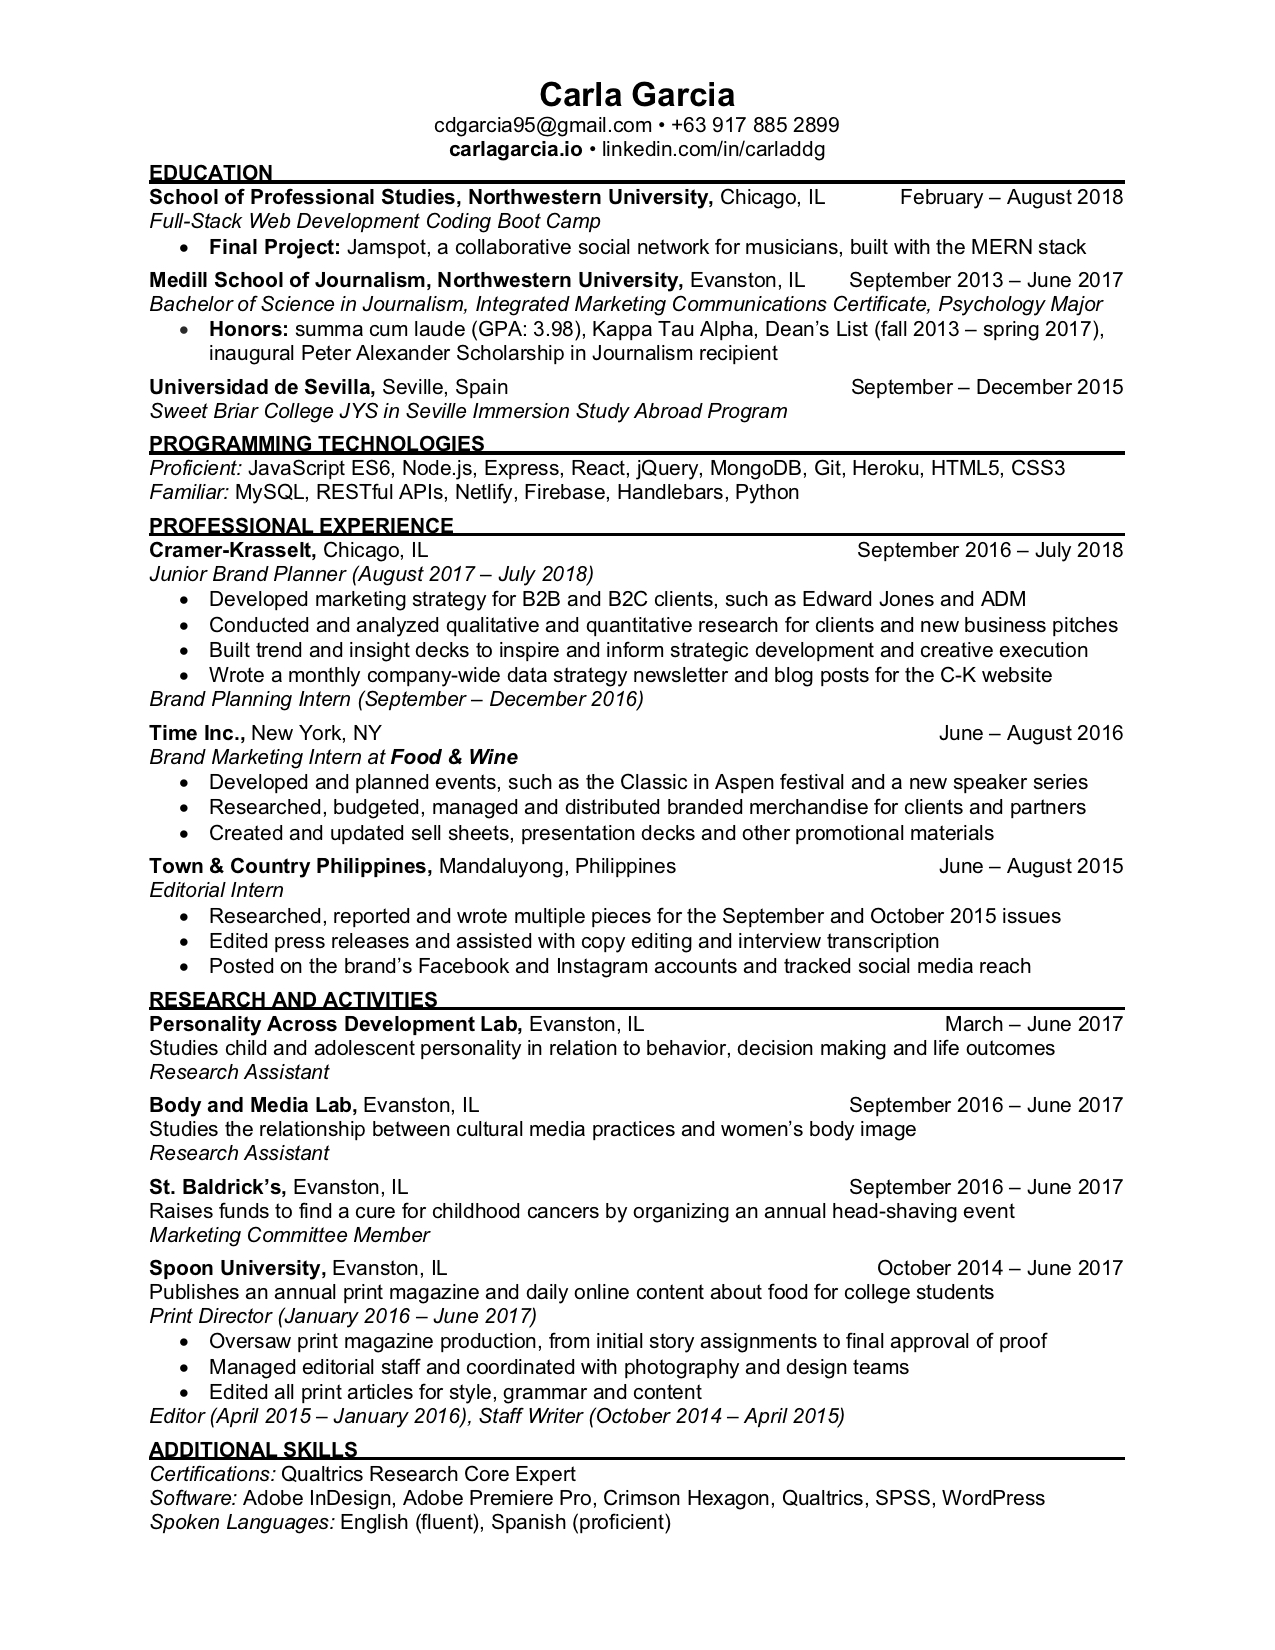 Carla Garcia
cdgarcia95@gmail.com • +63 917 885 2899
carlagarcia.io • linkedin.com/in/carladdg
EDUCATION
School of Professional Studies, Northwestern University, Chicago, IL February – August 2018
Full-Stack Web Development Coding Boot Camp
• Final Project: Jamspot, a collaborative social network for musicians, built with the MERN stack
Medill School of Journalism, Northwestern University, Evanston, IL September 2013 – June 2017
Bachelor of Science in Journalism, Integrated Marketing Communications Certificate, Psychology Major
• Honors: summa cum laude (GPA: 3.98), Kappa Tau Alpha, Dean’s List (fall 2013 – spring 2017),
inaugural Peter Alexander Scholarship in Journalism recipient
Universidad de Sevilla, Seville, Spain September – December 2015
Sweet Briar College JYS in Seville Immersion Study Abroad Program
PROGRAMMING TECHNOLOGIES
Proficient: JavaScript ES6, Node.js, Express, React, jQuery, MongoDB, Git, Heroku, HTML5, CSS3
Familiar: MySQL, RESTful APIs, Netlify, Firebase, Handlebars, Python
PROFESSIONAL EXPERIENCE
Cramer-Krasselt, Chicago, IL September 2016 – July 2018
Junior Brand Planner (August 2017 – July 2018)
• Developed marketing strategy for B2B and B2C clients, such as Edward Jones and ADM
• Conducted and analyzed qualitative and quantitative research for clients and new business pitches
• Built trend and insight decks to inspire and inform strategic development and creative execution
• Wrote a monthly company-wide data strategy newsletter and blog posts for the C-K website
Brand Planning Intern (September – December 2016)
Time Inc., New York, NY June – August 2016
Brand Marketing Intern at Food & Wine
• Developed and planned events, such as the Classic in Aspen festival and a new speaker series
• Researched, budgeted, managed and distributed branded merchandise for clients and partners
• Created and updated sell sheets, presentation decks and other promotional materials
Town & Country Philippines, Mandaluyong, Philippines June – August 2015
Editorial Intern
• Researched, reported and wrote multiple pieces for the September and October 2015 issues
• Edited press releases and assisted with copy editing and interview transcription
• Posted on the brand’s Facebook and Instagram accounts and tracked social media reach
RESEARCH AND ACTIVITIES
Personality Across Development Lab, Evanston, IL March – June 2017
Studies child and adolescent personality in relation to behavior, decision making and life outcomes
Research Assistant
Body and Media Lab, Evanston, IL September 2016 – June 2017
Studies the relationship between cultural media practices and women’s body image
Research Assistant
St. Baldrick’s, Evanston, IL September 2016 – June 2017
Raises funds to find a cure for childhood cancers by organizing an annual head-shaving event
Marketing Committee Member
Spoon University, Evanston, IL October 2014 – June 2017
Publishes an annual print magazine and daily online content about food for college students
Print Director (January 2016 – June 2017)
• Oversaw print magazine production, from initial story assignments to final approval of proof
• Managed editorial staff and coordinated with photography and design teams
• Edited all print articles for style, grammar and content
Editor (April 2015 – January 2016), Staff Writer (October 2014 – April 2015)
ADDITIONAL SKILLS
Certifications: Qualtrics Research Core Expert
Software: Adobe InDesign, Adobe Premiere Pro, Crimson Hexagon, Qualtrics, SPSS, WordPress
Spoken Languages: English (fluent), Spanish (proficient)